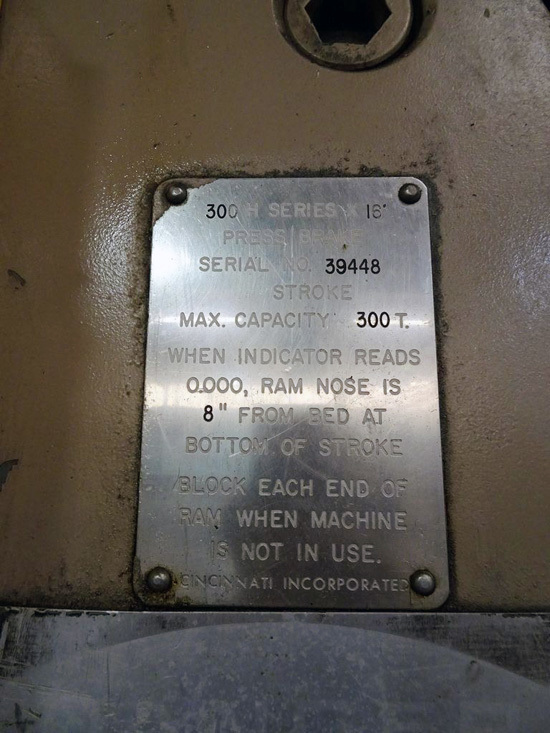 300 H SERIES X 16'
PRESS BRAKE
SERIAL NO. 39448
STROKE
MAX. CAPACITY 300 T.
WHEN INDICATOR READS
0.000, RAM NOSE IS
8" FROM BED AT
BOTTOM OF STROKE
BLOCK EACH END OF
RAM WHEN MACHINE
IS NOT IN USE.
CINCINNATI INCORPORATED